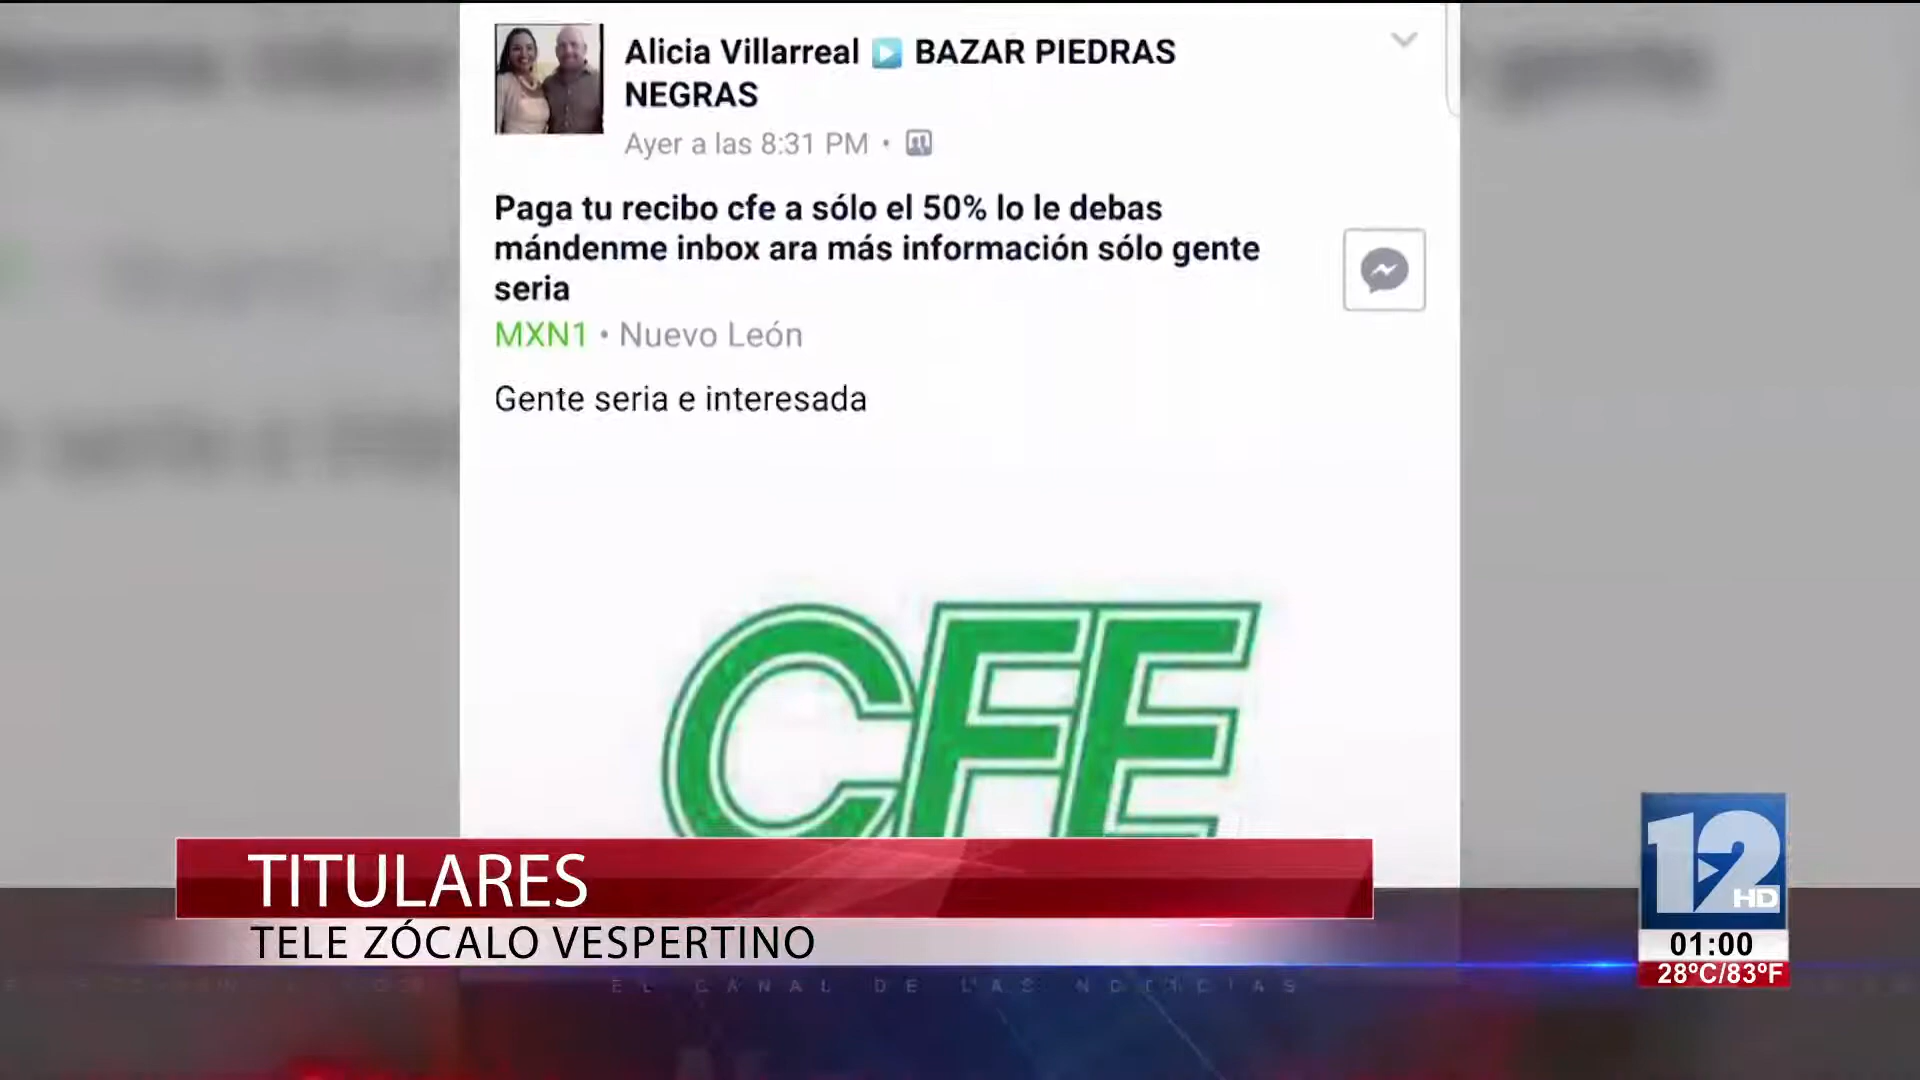 Alicia Villarreal ▶ BAZAR PIEDRAS
NEGRAS
Ayer a las 8:31 PM •
Paga tu recibo cfe a sólo el 50% lo le debas
mándenme inbox ara más información sólo gente
seria
MXN1 • Nuevo León
Gente seria e interesada
CFE
TITULARES
TELE ZÓCALO VESPERTINO
EL CANAL DE LAS NOTICIAS
12
HD
01:00
28ºC/83ºF